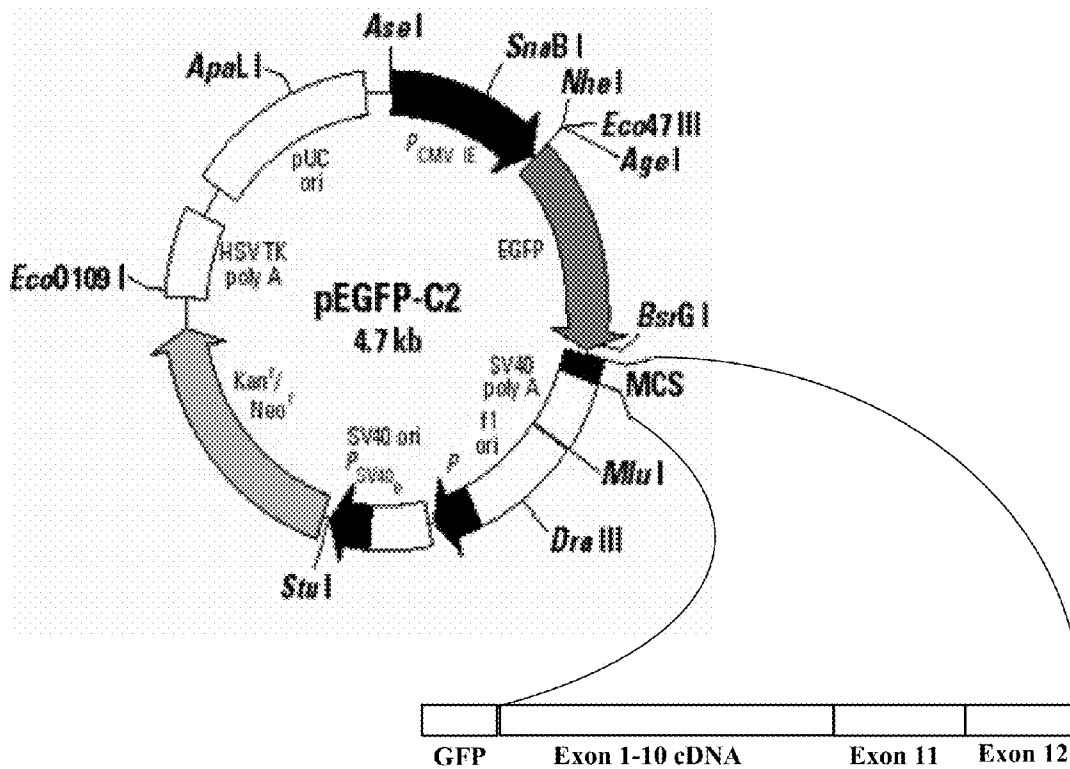 Ase I
SnaB I
ApaL I
Nhe I
Eco47 III
Age I
P CMV IE
pUC
ori
EGFP
HSV TK
poly A
EcoO109 I
pEGFP-C2
4.7 kb
BsrG I
SV40
poly A
MCS
Kanʳ/
Neoʳ
f1
ori
SV40 ori
P SV40 e
P
Mlu I
Dra III
Stu I
GFP
Exon 1-10 cDNA
Exon 11
Exon 12